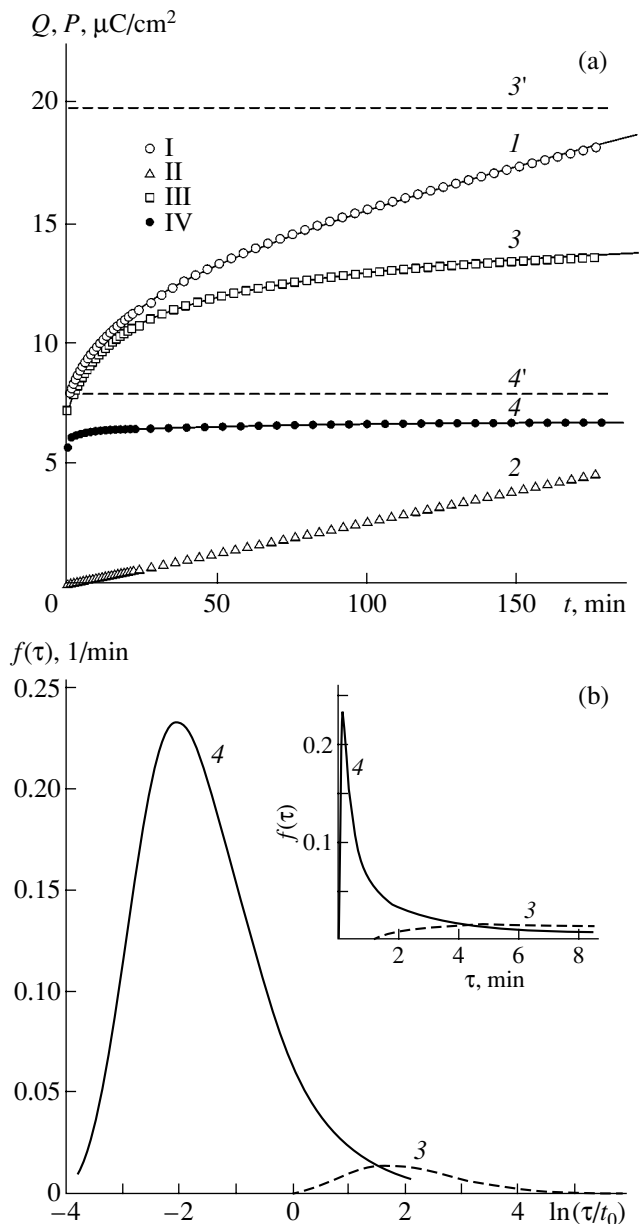 Q, P, μC/cm²
(a)
3'
20
1
I
II
III
IV
15
3
10
4'
4
5
2
0
50
100
150
t, min
f(τ), 1/min
0.25
(b)
4
0.20
0.2
4
f(τ)
0.15
0.1
3
0.10
2
4
6
8
τ, min
0.05
3
0
−4
−2
0
2
4
ln(τ/t₀)